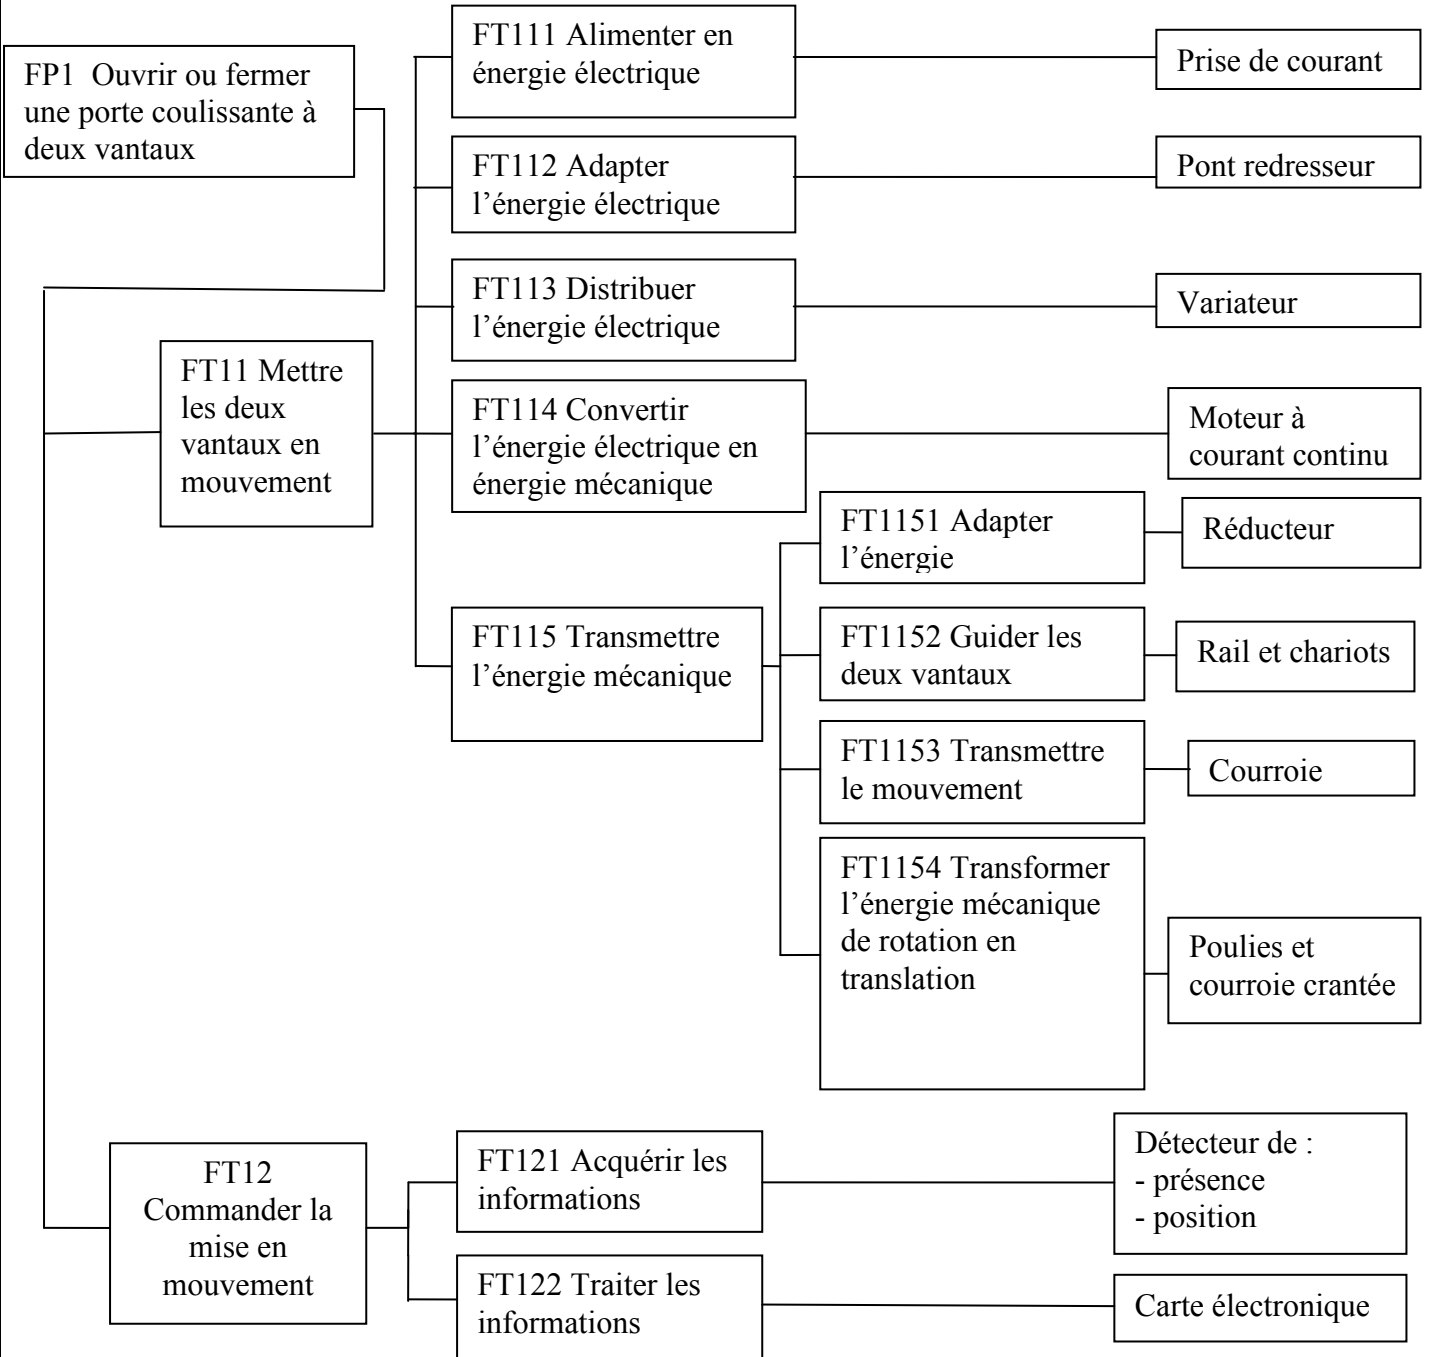 FP1  Ouvrir ou fermer
une porte coulissante à
deux vantaux
FT11 Mettre
les deux
vantaux en
mouvement
FT111 Alimenter en
énergie électrique
Prise de courant
FT112 Adapter
l’énergie électrique
Pont redresseur
FT113 Distribuer
l’énergie électrique
Variateur
FT114 Convertir
l’énergie électrique en
énergie mécanique
Moteur à
courant continu
FT115 Transmettre
l’énergie mécanique
FT1151 Adapter
l’énergie
Réducteur
FT1152 Guider les
deux vantaux
Rail et chariots
FT1153 Transmettre
le mouvement
Courroie
FT1154 Transformer
l’énergie mécanique
de rotation en
translation
Poulies et
courroie crantée
FT12
Commander la
mise en
mouvement
FT121 Acquérir les
informations
Détecteur de :
- présence
- position
FT122 Traiter les
informations
Carte électronique